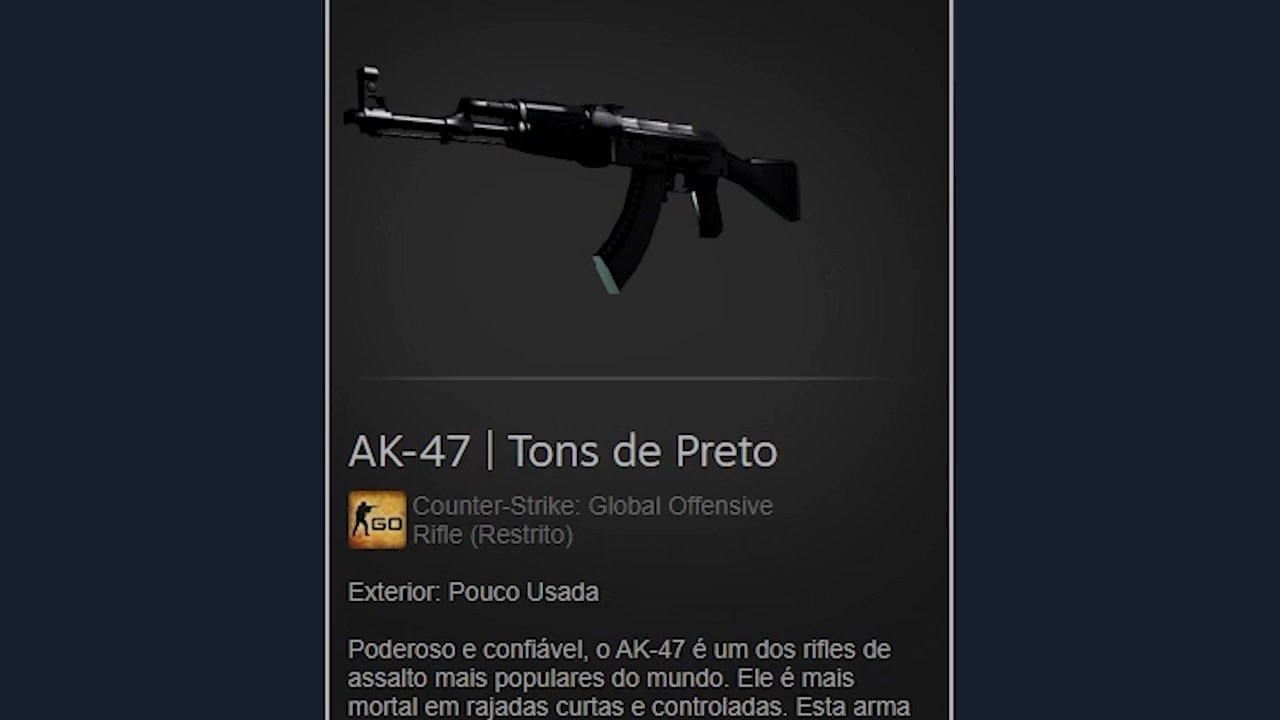 AK-47 | Tons de Preto
GO
Counter-Strike: Global Offensive
Rifle (Restrito)
Exterior: Pouco Usada
Poderoso e confiável, o AK-47 é um dos rifles de
assalto mais populares do mundo. Ele é mais
mortal em rajadas curtas e controladas. Esta arma